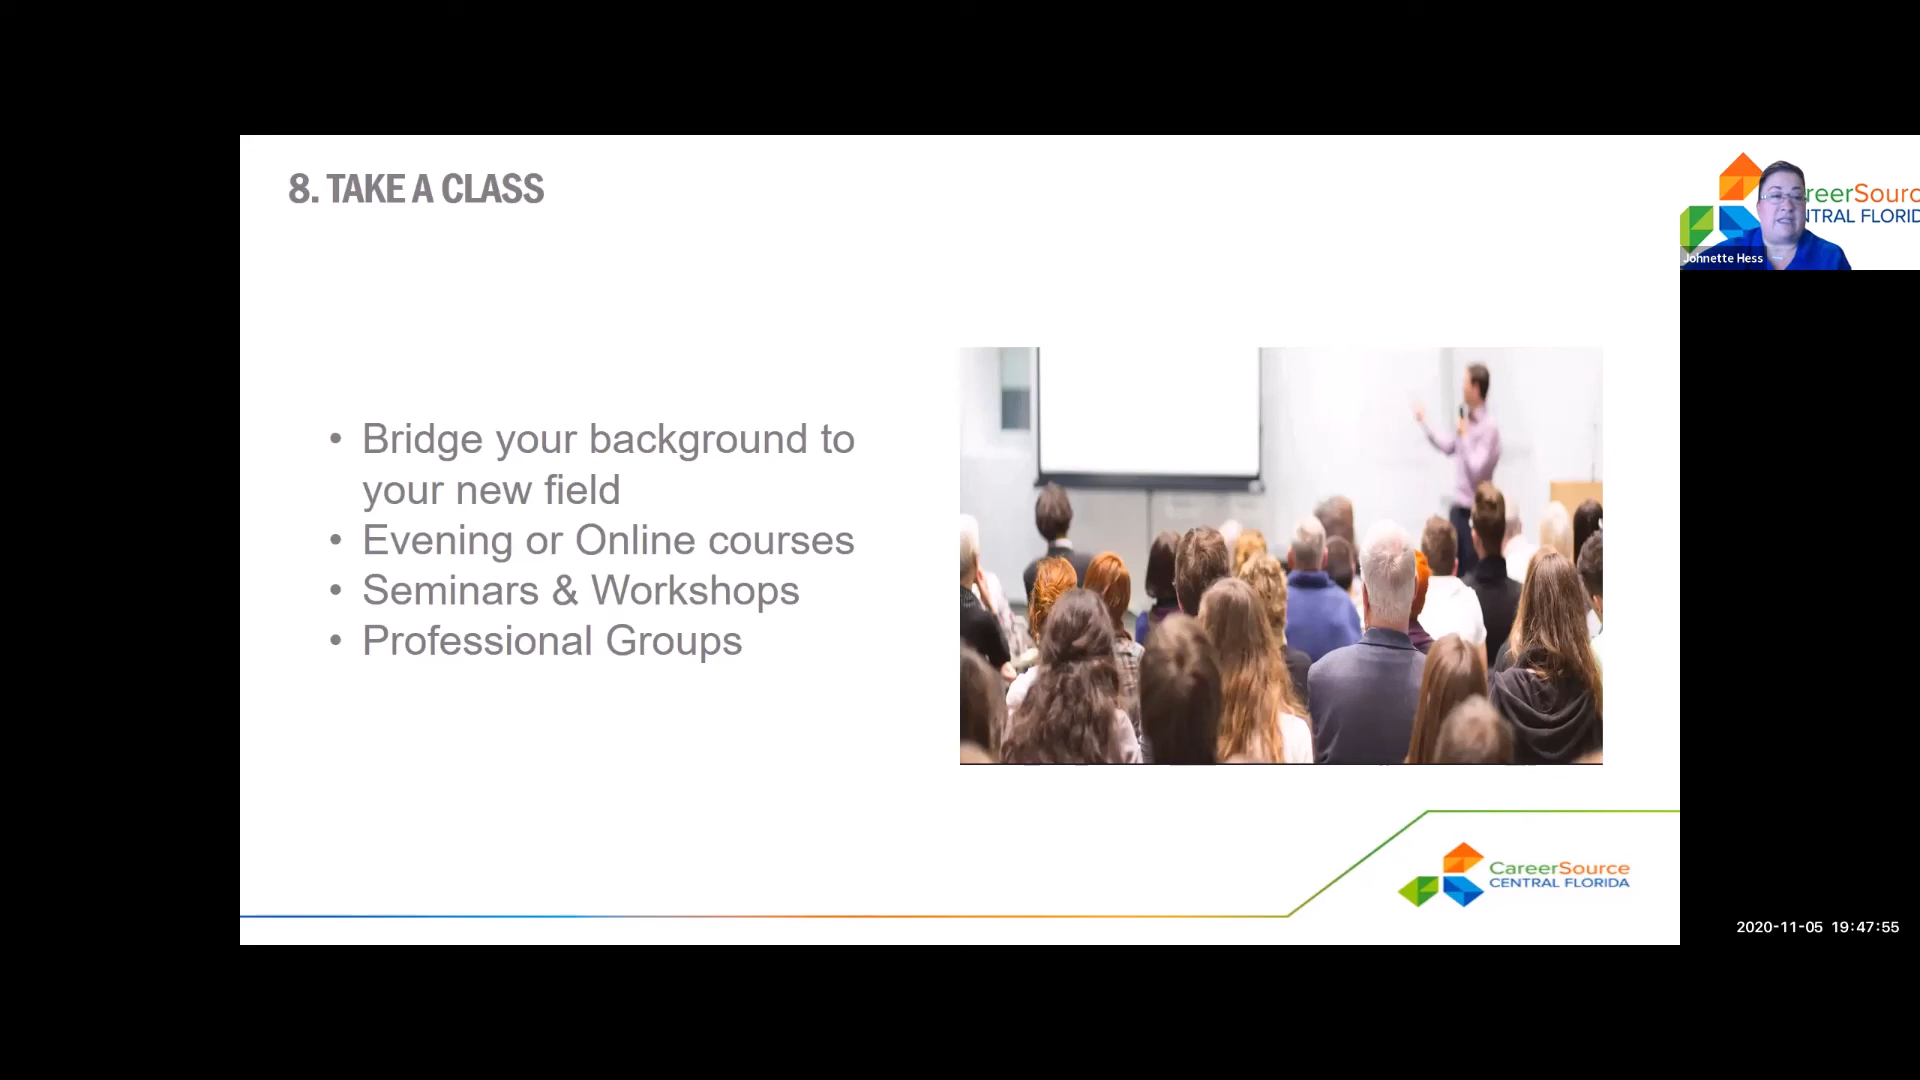 8. TAKE A CLASS
reerSourc
NTRAL FLORID
Johnette Hess
• Bridge your background to
your new field
• Evening or Online courses
• Seminars & Workshops
• Professional Groups
CareerSource
CENTRAL FLORIDA
2020-11-05 19:47:55